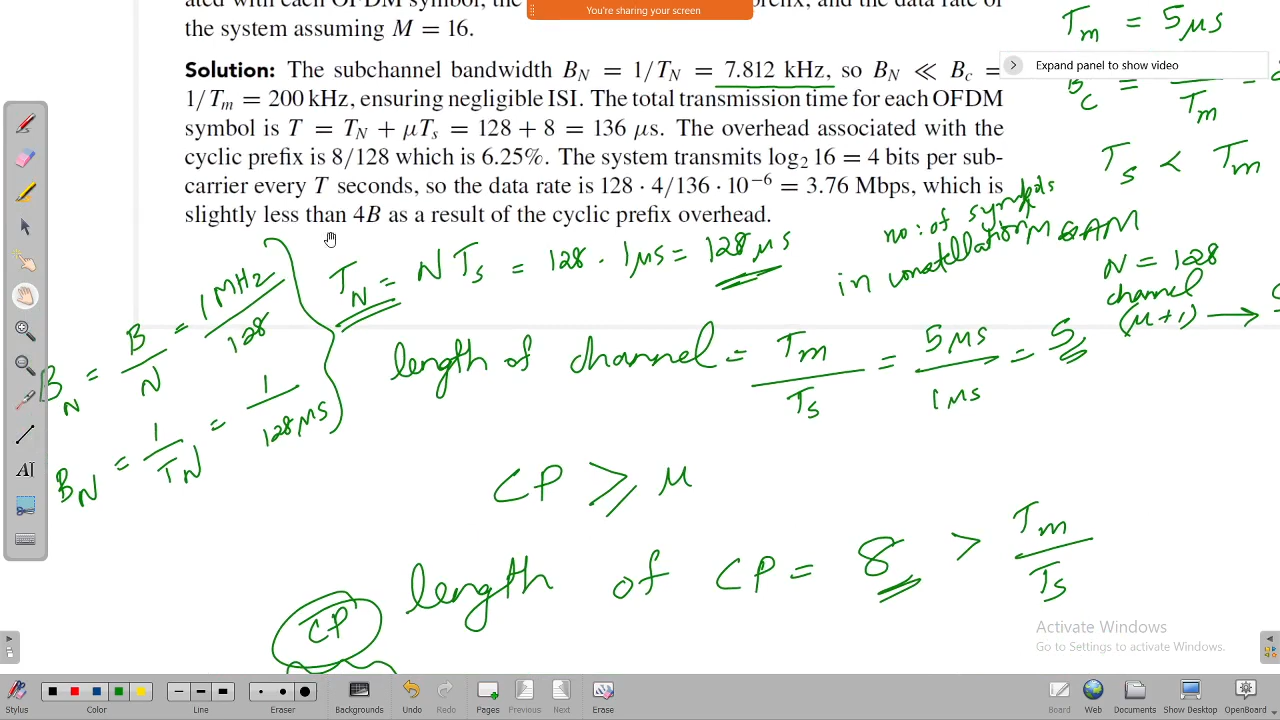 ated with each OFDM symbol, the
prefix, and the data rate of
You're sharing your screen
the system assuming M = 16.
Solution: The subchannel bandwidth B_N = 1/T_N = 7.812 kHz, so B_N ≪ B_c =
1/T_m = 200 kHz, ensuring negligible ISI. The total transmission time for each OFDM
symbol is T = T_N + μT_s = 128 + 8 = 136 μs. The overhead associated with the
cyclic prefix is 8/128 which is 6.25%. The system transmits log₂ 16 = 4 bits per sub-
carrier every T seconds, so the data rate is 128 · 4/136 · 10⁻⁶ = 3.76 Mbps, which is
slightly less than 4B as a result of the cyclic prefix overhead.
T_m = 5 μs
Expand panel to show video
B_c = / T_m =
T_s < T_m
no: of symbols
in constellation M QAM
N = 128
channel
(μ+1) →
T_N = N T_s = 128 . 1μs = 128 μs
B_N = B/N = 1MHz/128
B_N = 1/T_N = 1/128μs
length of channel = T_m/T_s = 5μs/1μs = 5
CP ⩾ μ
length of CP = 8 > T_m/T_s
CP
Activate Windows
Go to Settings to activate Windows.
AI
Stylus
Color
Line
Eraser
Backgrounds
Undo
Redo
Pages
Previous
Next
Erase
Board
Web
Documents
Show Desktop
OpenBoard